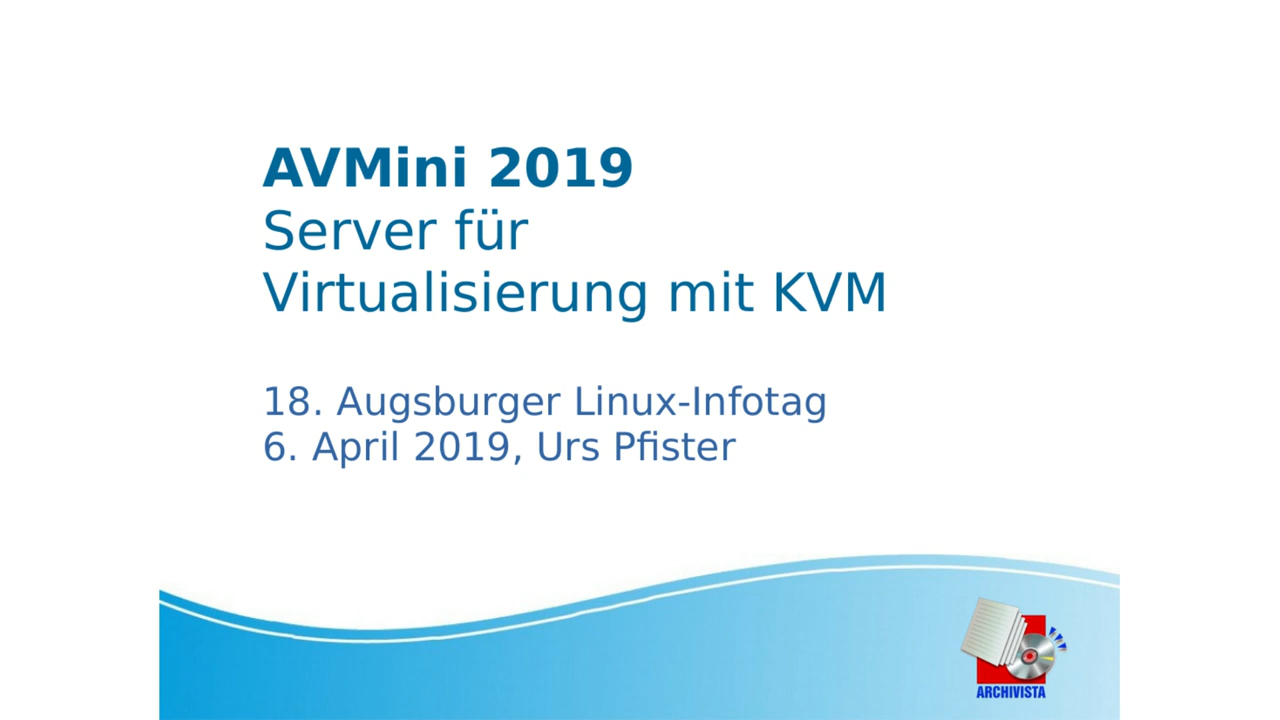 AVMini 2019
Server für
Virtualisierung mit KVM
18. Augsburger Linux-Infotag
6. April 2019, Urs Pfister
ARCHIVISTA